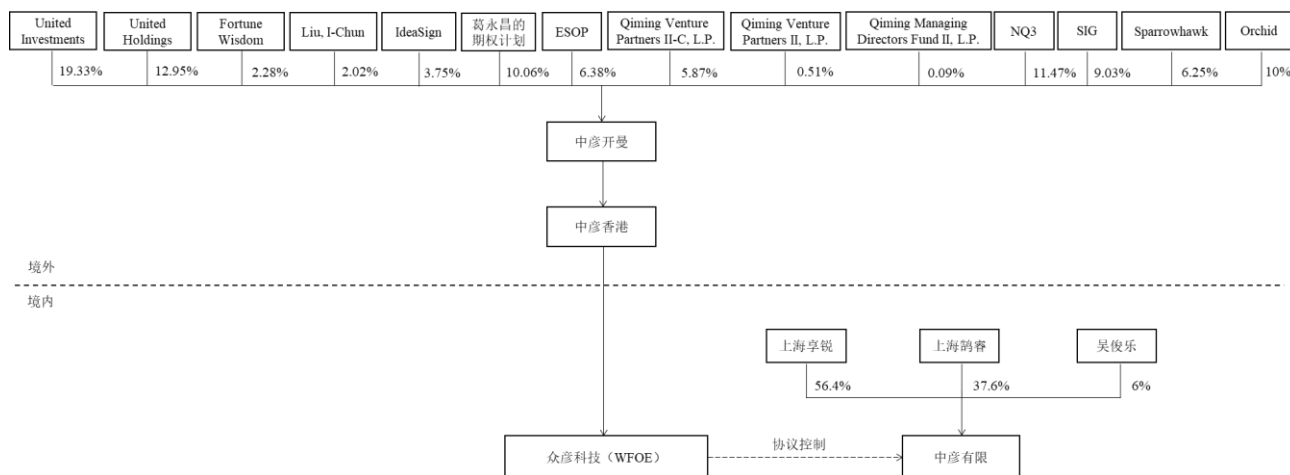 United
Investments
United
Holdings
Fortune
Wisdom
Liu, I-Chun
IdeaSign
葛永昌的
期权计划
ESOP
Qiming Venture
Partners II-C, L.P.
Qiming Venture
Partners II, L.P.
Qiming Managing
Directors Fund II, L.P.
NQ3
SIG
Sparrowhawk
Orchid
19.33%
12.95%
2.28%
2.02%
3.75%
10.06%
6.38%
5.87%
0.51%
0.09%
11.47%
9.03%
6.25%
10%
中彦开曼
中彦香港
境外
境内
上海享锐
上海鹄睿
吴俊乐
56.4%
37.6%
6%
众彦科技（WFOE）
协议控制
中彦有限